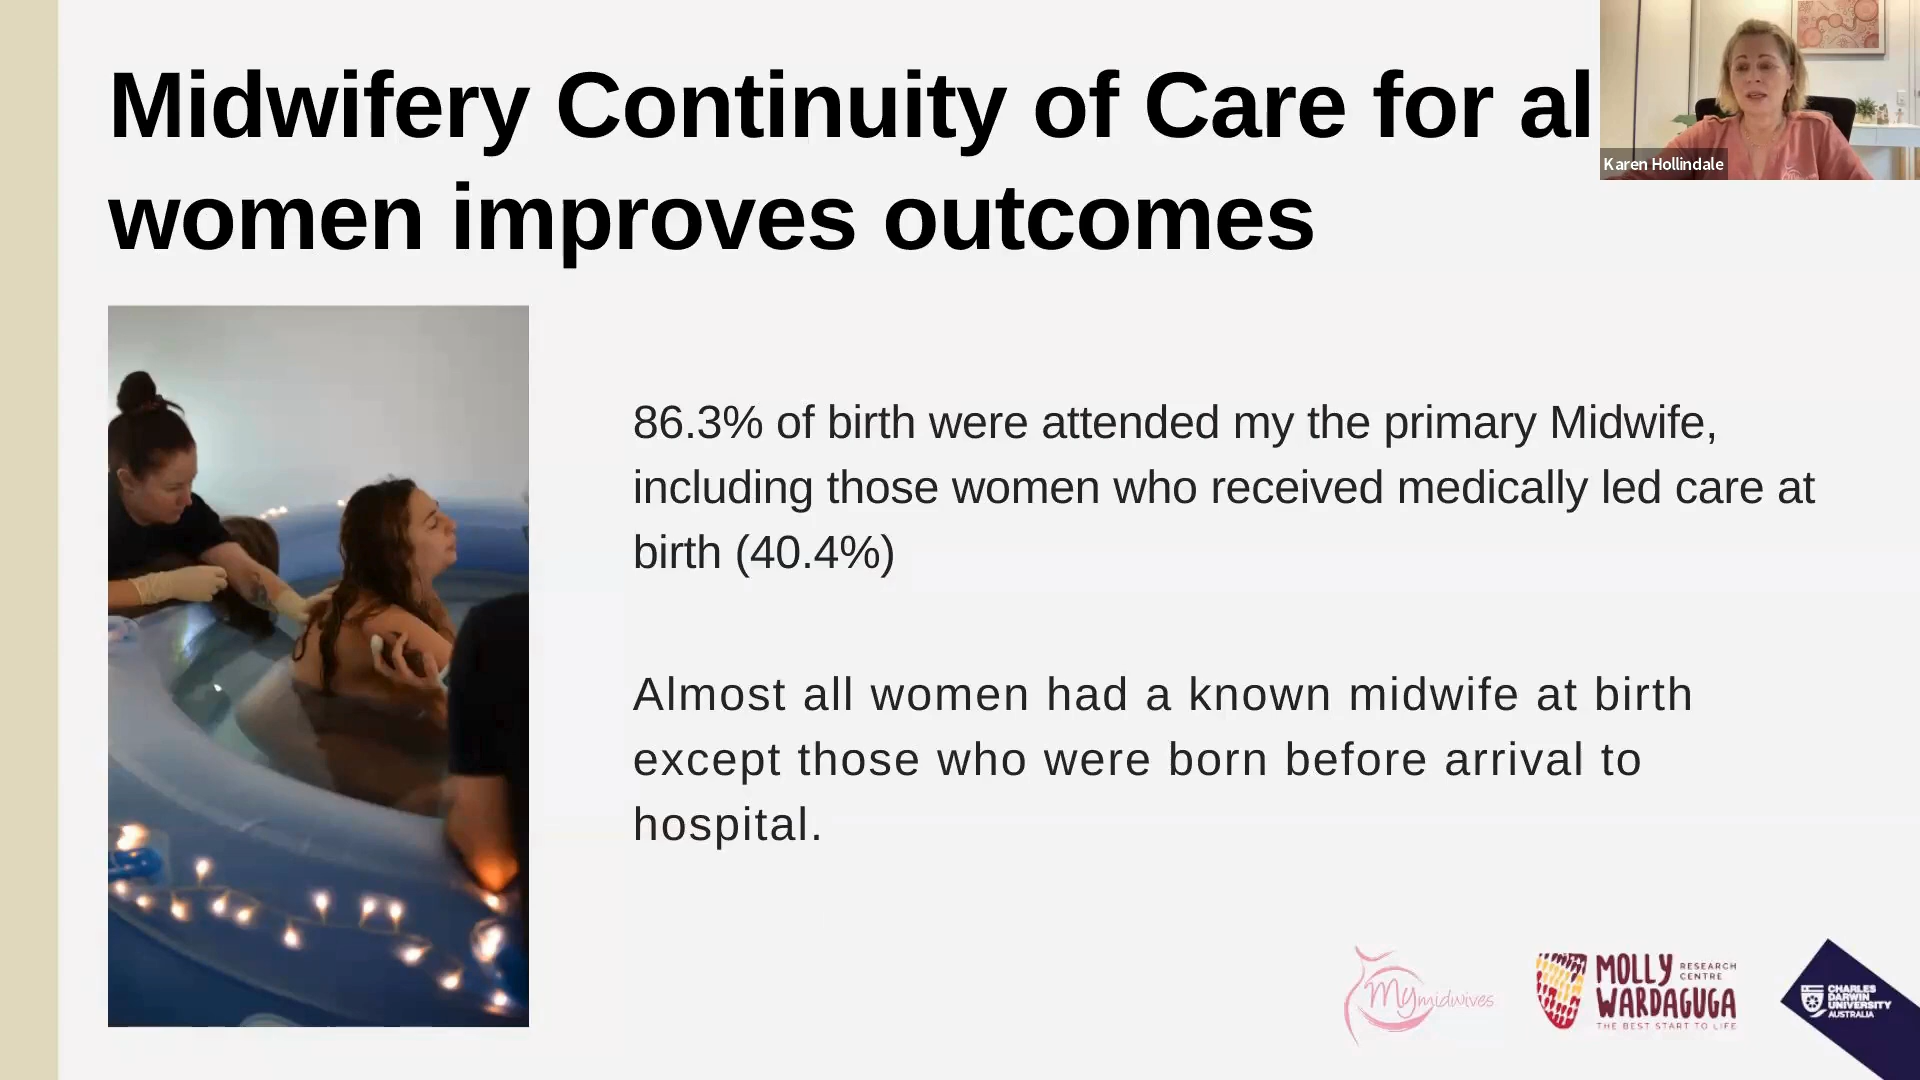 Midwifery Continuity of Care for al
women improves outcomes
Karen Hollindale
86.3% of birth were attended my the primary Midwife,
including those women who received medically led care at
birth (40.4%)
Almost all women had a known midwife at birth
except those who were born before arrival to
hospital.
My midwives
MOLLY RESEARCH
CENTRE
WARDAGUGA
THE BEST START TO LIFE
CHARLES
DARWIN
UNIVERSITY
AUSTRALIA